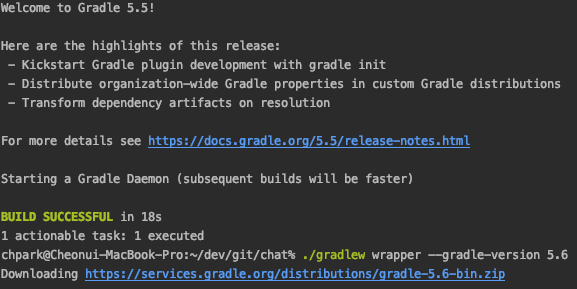 Welcome to Gradle 5.5!
Here are the highlights of this release:
- Kickstart Gradle plugin development with gradle init
- Distribute organization-wide Gradle properties in custom Gradle distributions
- Transform dependency artifacts on resolution
For more details see https://docs.gradle.org/5.5/release-notes.html
Starting a Gradle Daemon (subsequent builds will be faster)
BUILD SUCCESSFUL in 18s
1 actionable task: 1 executed
chpark@Cheonui-MacBook-Pro:~/dev/git/chat% ./gradlew wrapper --gradle-version 5.6
Downloading https://services.gradle.org/distributions/gradle-5.6-bin.zip